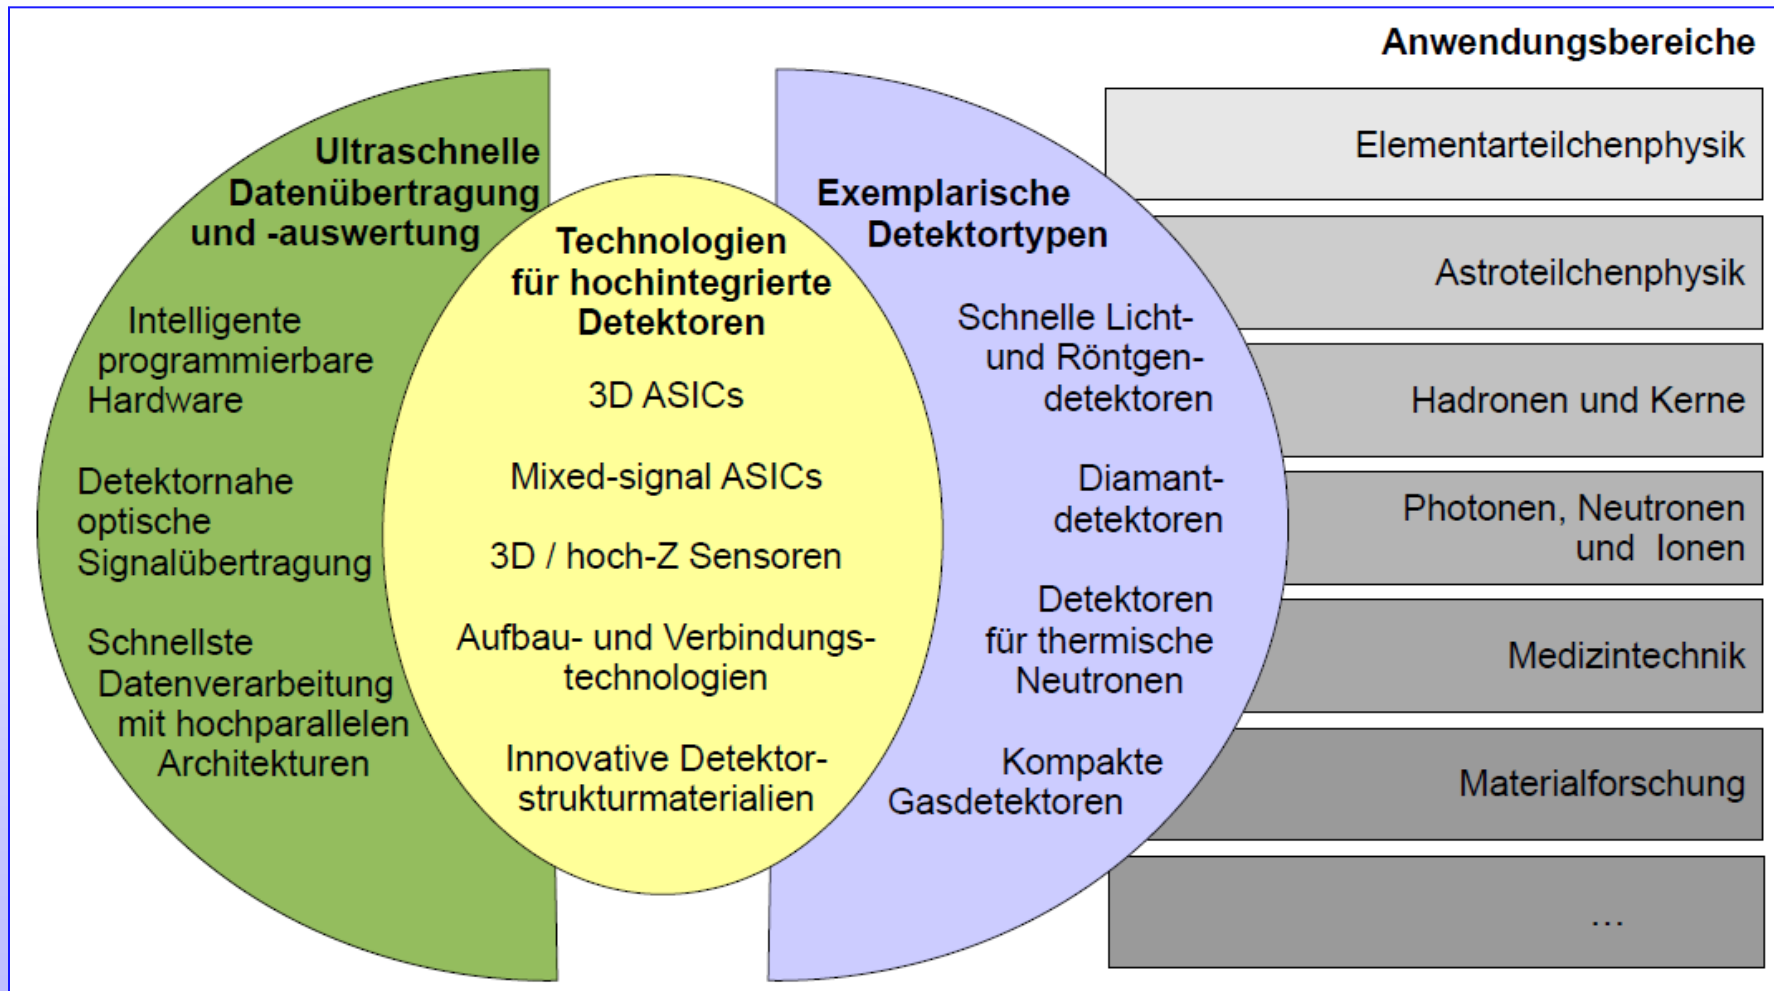 Anwendungsbereiche
Ultraschnelle
Datenübertragung
und -auswertung
Intelligente
programmierbare
Hardware
Detektornahe
optische
Signalübertragung
Schnellste
Datenverarbeitung
mit hochparallelen
Architekturen
Technologien
für hochintegrierte
Detektoren
3D ASICs
Mixed-signal ASICs
3D / hoch-Z Sensoren
Aufbau- und Verbindungs-
technologien
Innovative Detektor-
strukturmaterialien
Exemplarische
Detektortypen
Schnelle Licht-
und Röntgen-
detektoren
Diamant-
detektoren
Detektoren
für thermische
Neutronen
Kompakte
Gasdetektoren
Elementarteilchenphysik
Astroteilchenphysik
Hadronen und Kerne
Photonen, Neutronen
und Ionen
Medizintechnik
Materialforschung
...